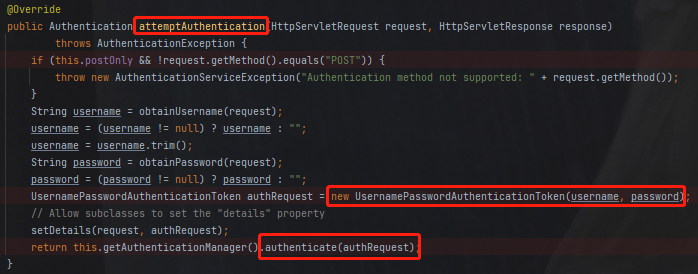 @Override
public Authentication attemptAuthentication(HttpServletRequest request, HttpServletResponse response)
throws AuthenticationException {
if (this.postOnly && !request.getMethod().equals("POST")) {
throw new AuthenticationServiceException("Authentication method not supported: " + request.getMethod());
}
String username = obtainUsername(request);
username = (username != null) ? username : "";
username = username.trim();
String password = obtainPassword(request);
password = (password != null) ? password : "";
UsernamePasswordAuthenticationToken authRequest = new UsernamePasswordAuthenticationToken(username, password);
// Allow subclasses to set the "details" property
setDetails(request, authRequest);
return this.getAuthenticationManager().authenticate(authRequest);
}